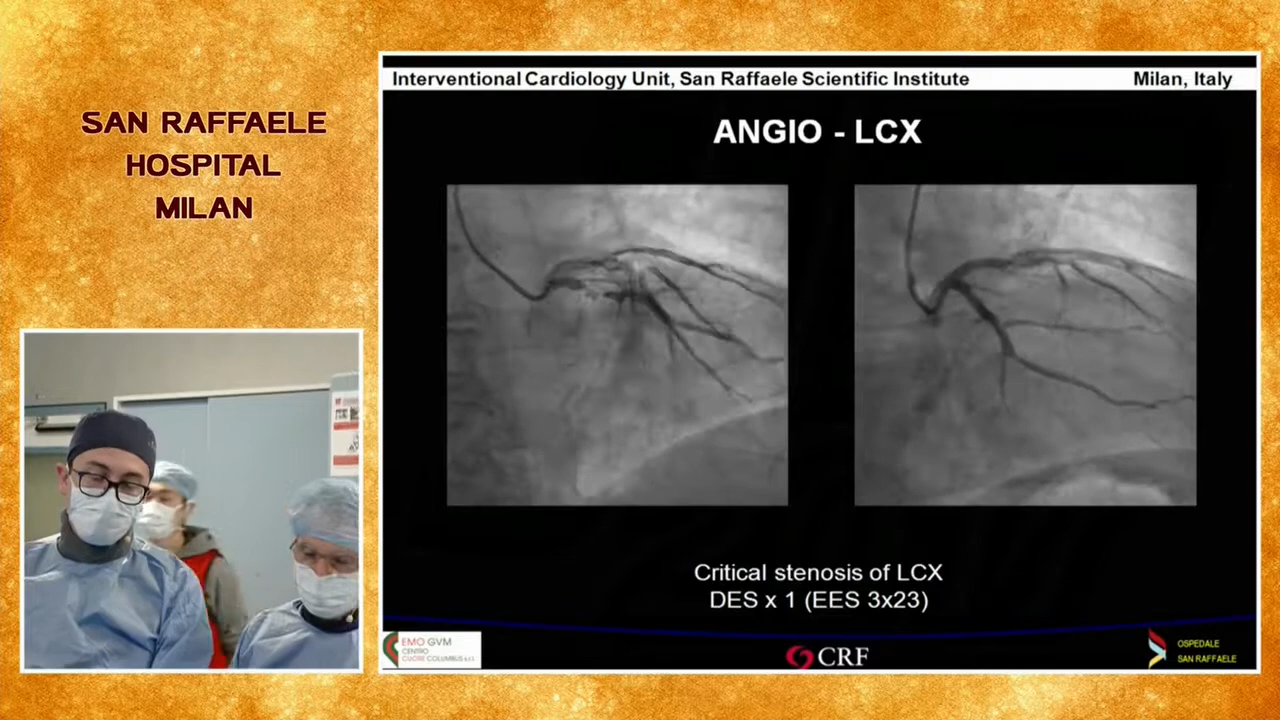 SAN RAFFAELE
HOSPITAL
MILAN
Interventional Cardiology Unit, San Raffaele Scientific Institute
Milan, Italy
ANGIO - LCX
Critical stenosis of LCX
DES x 1 (EES 3x23)
EMO GVM
CENTRO
CUORE COLUMBUS s.r.l.
CRF
OSPEDALE
SAN RAFFAELE